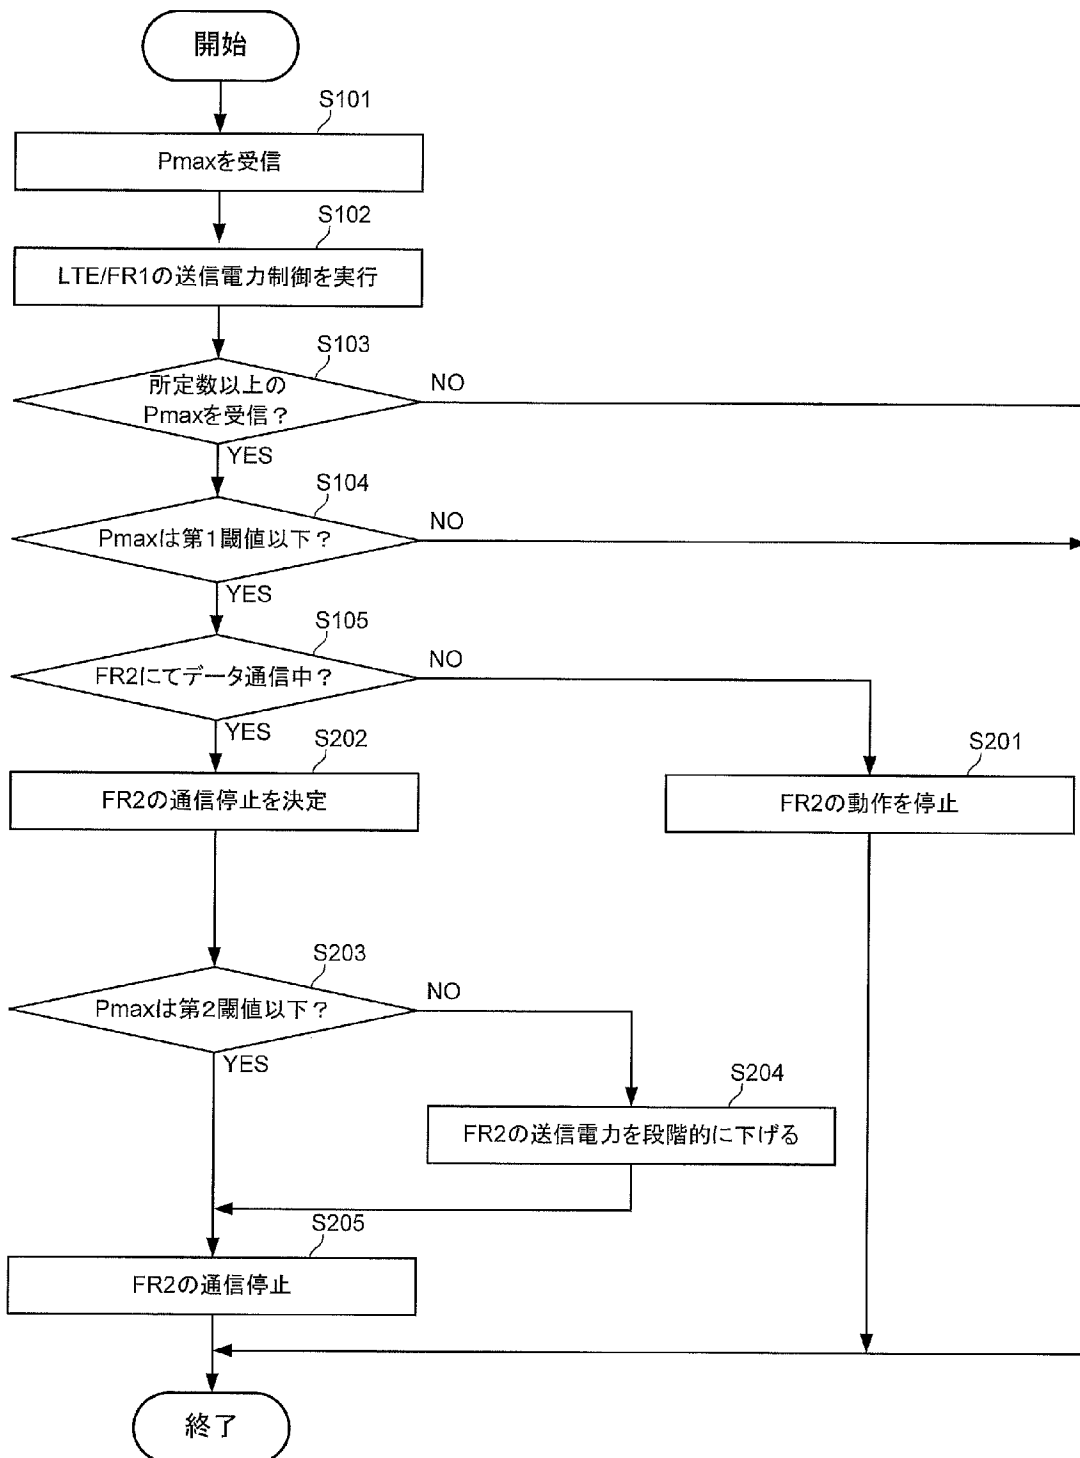 開始
S101
Pmaxを受信
S102
LTE/FR1の送信電力制御を実行
S103
所定数以上の
Pmaxを受信？
NO
YES
S104
Pmaxは第1閾値以下？
NO
YES
S105
FR2にてデータ通信中？
NO
YES
S202
FR2の通信停止を決定
S201
FR2の動作を停止
S203
Pmaxは第2閾値以下？
NO
YES
S204
FR2の送信電力を段階的に下げる
S205
FR2の通信停止
終了